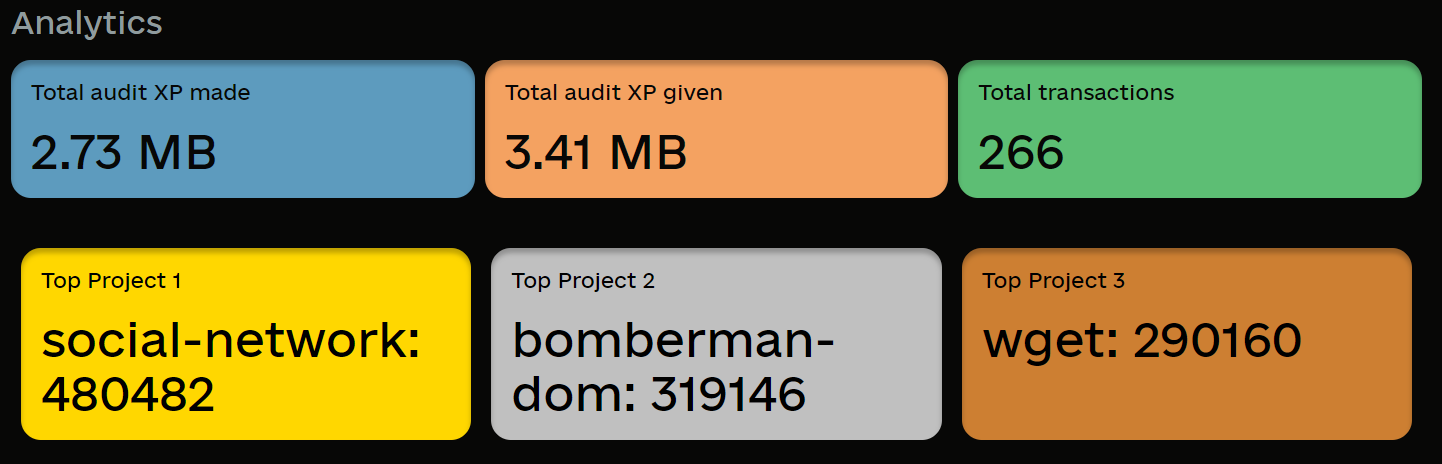 Analytics
Total audit XP made
2.73 MB
Total audit XP given
3.41 MB
Total transactions
266
Top Project 1
social-network:
480482
Top Project 2
bomberman-
dom: 319146
Top Project 3
wget: 290160